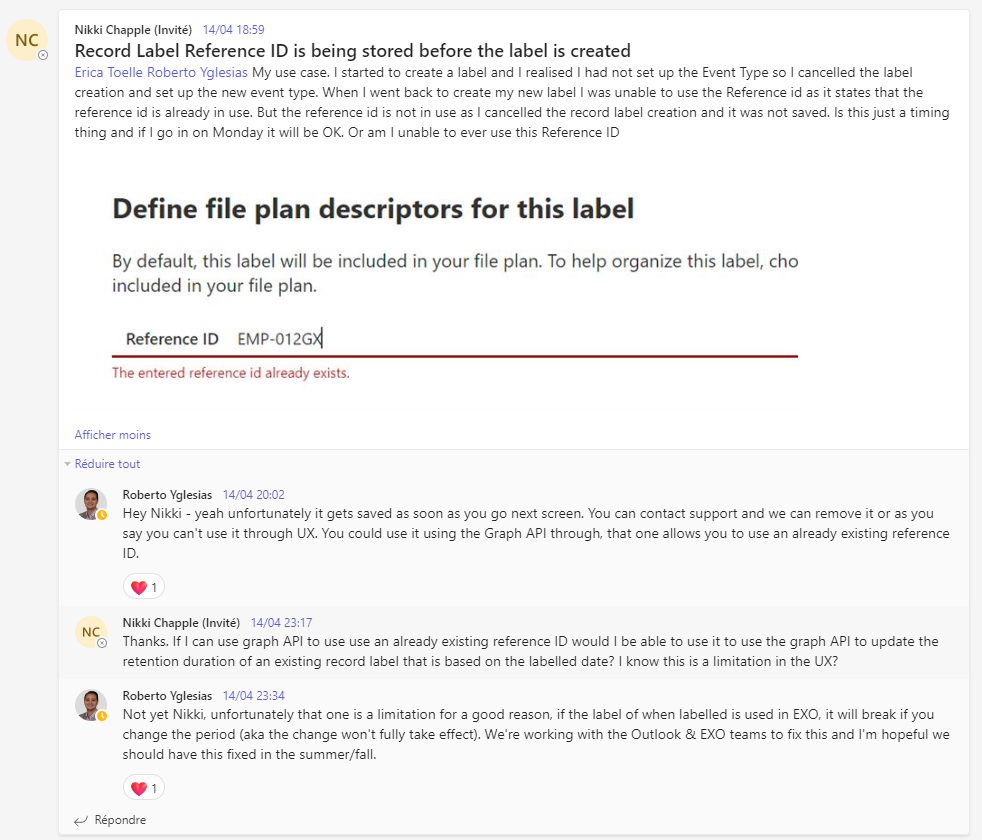 NC
Nikki Chapple (Invité) 14/04 18:59
Record Label Reference ID is being stored before the label is created
Erica Toelle Roberto Yglesias My use case. I started to create a label and I realised I had not set up the Event Type so I cancelled the label
creation and set up the new event type. When I went back to create my new label I was unable to use the Reference id as it states that the
reference id is already in use. But the reference id is not in use as I cancelled the record label creation and it was not saved. Is this just a timing
thing and if I go in on Monday it will be OK. Or am I unable to ever use this Reference ID
Define file plan descriptors for this label
By default, this label will be included in your file plan. To help organize this label, cho
included in your file plan.
Reference ID EMP-012GX
The entered reference id already exists.
Afficher moins
Réduire tout
Roberto Yglesias 14/04 20:02
Hey Nikki - yeah unfortunately it gets saved as soon as you go next screen. You can contact support and we can remove it or as you
say you can't use it through UX. You could use it using the Graph API through, that one allows you to use an already existing reference
ID.
1
NC
Nikki Chapple (Invité) 14/04 23:17
Thanks. If I can use graph API to use use an already existing reference ID would I be able to use it to use the graph API to update the
retention duration of an existing record label that is based on the labelled date? I know this is a limitation in the UX?
Roberto Yglesias 14/04 23:34
Not yet Nikki, unfortunately that one is a limitation for a good reason, if the label of when labelled is used in EXO, it will break if you
change the period (aka the change won't fully take effect). We're working with the Outlook & EXO teams to fix this and I'm hopeful we
should have this fixed in the summer/fall.
1
Répondre